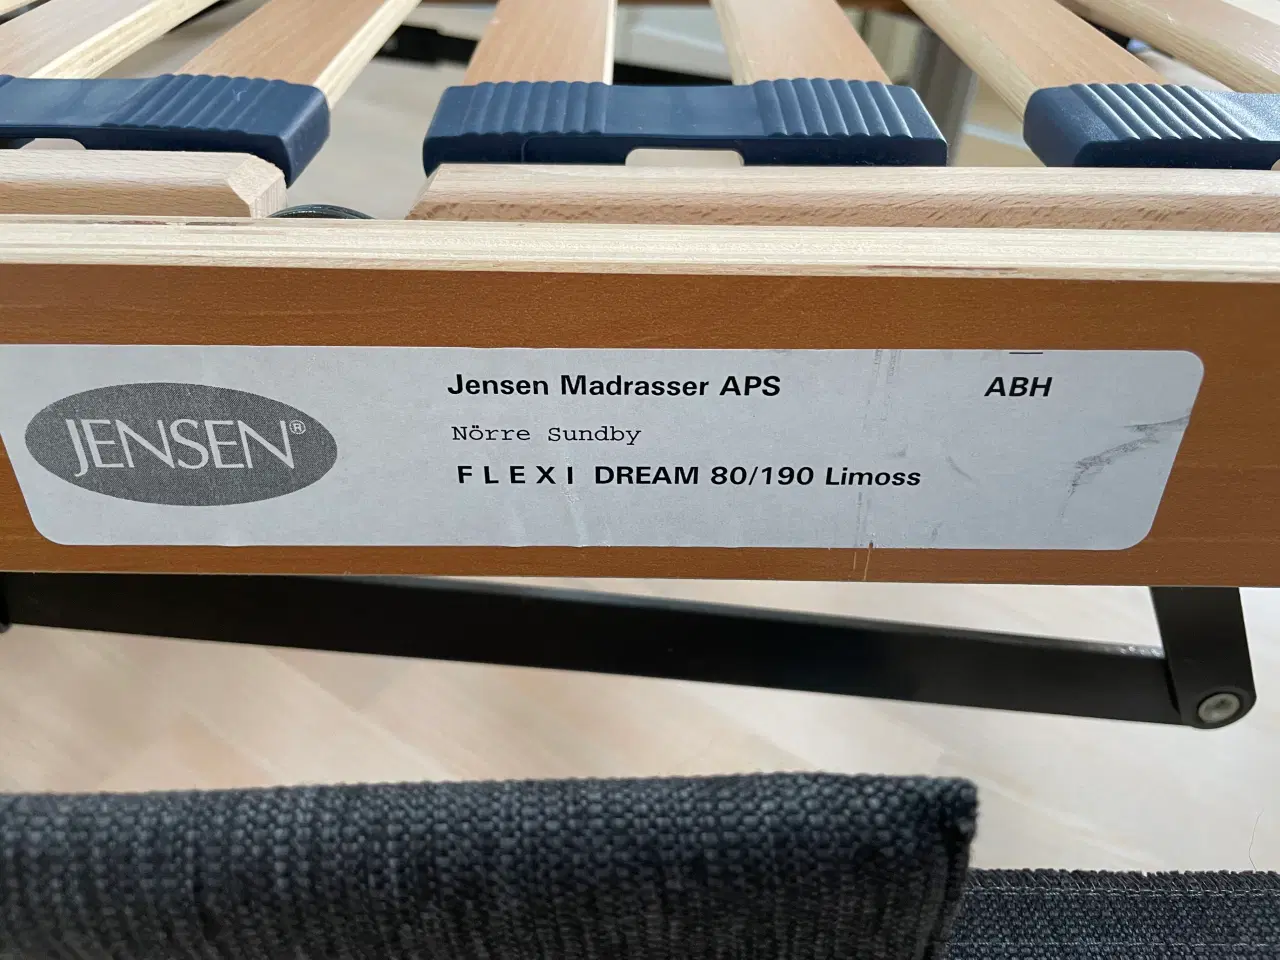 JENSEN®
Jensen Madrasser APS
ABH
Nörre Sundby
FLEXI DREAM 80/190 Limoss